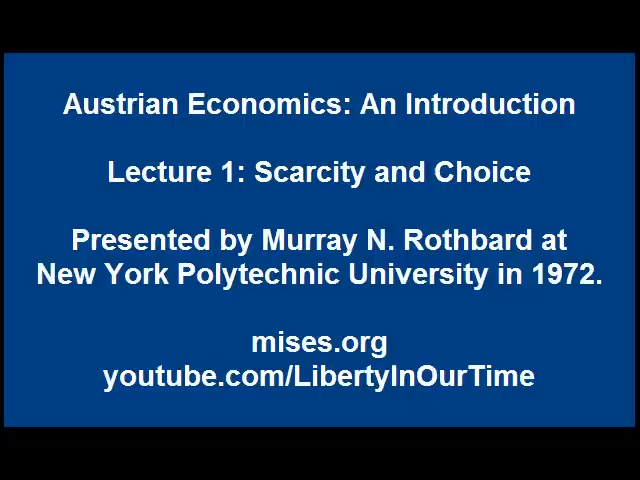 Austrian Economics: An Introduction
Lecture 1: Scarcity and Choice
Presented by Murray N. Rothbard at
New York Polytechnic University in 1972.
mises.org
youtube.com/LibertyInOurTime